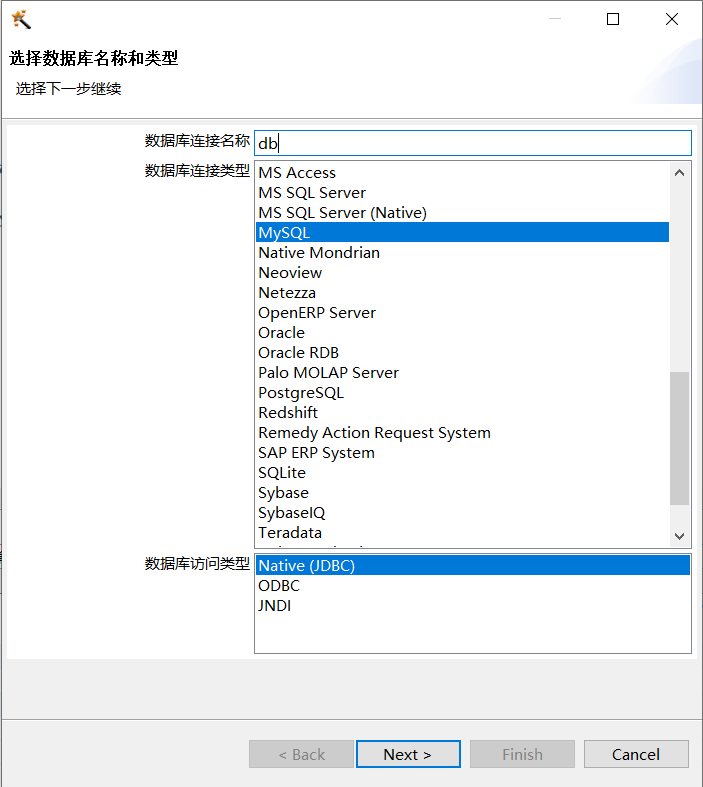 选择数据库名称和类型
选择下一步继续
数据库连接名称 db
数据库连接类型
MS Access
MS SQL Server
MS SQL Server (Native)
MySQL
Native Mondrian
Neoview
Netezza
OpenERP Server
Oracle
Oracle RDB
Palo MOLAP Server
PostgreSQL
Redshift
Remedy Action Request System
SAP ERP System
SQLite
Sybase
SybaseIQ
Teradata
数据库访问类型
Native (JDBC)
ODBC
JNDI
< Back Next > Finish Cancel